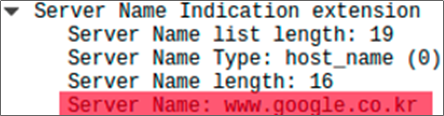 Server Name Indication extension
Server Name list length: 19
Server Name Type: host_name (0)
Server Name length: 16
Server Name: www.google.co.kr